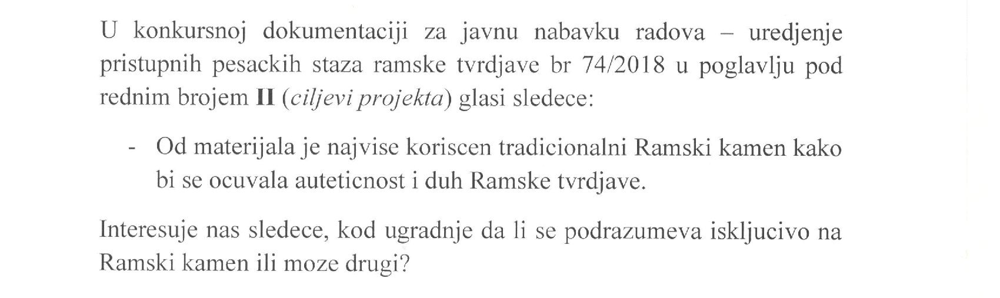 U konkursnoj dokumentaciji za javnu nabavku radova – uredjenje
pristupnih pesackih staza ramske tvrdjave br 74/2018 u poglavlju pod
rednim brojem II (ciljevi projekta) glasi sledece:
- Od materijala je najvise koriscen tradicionalni Ramski kamen kako
bi se ocuvala auteticnost i duh Ramske tvrdjave.
Interesuje nas sledece, kod ugradnje da li se podrazumeva iskljucivo na
Ramski kamen ili moze drugi?